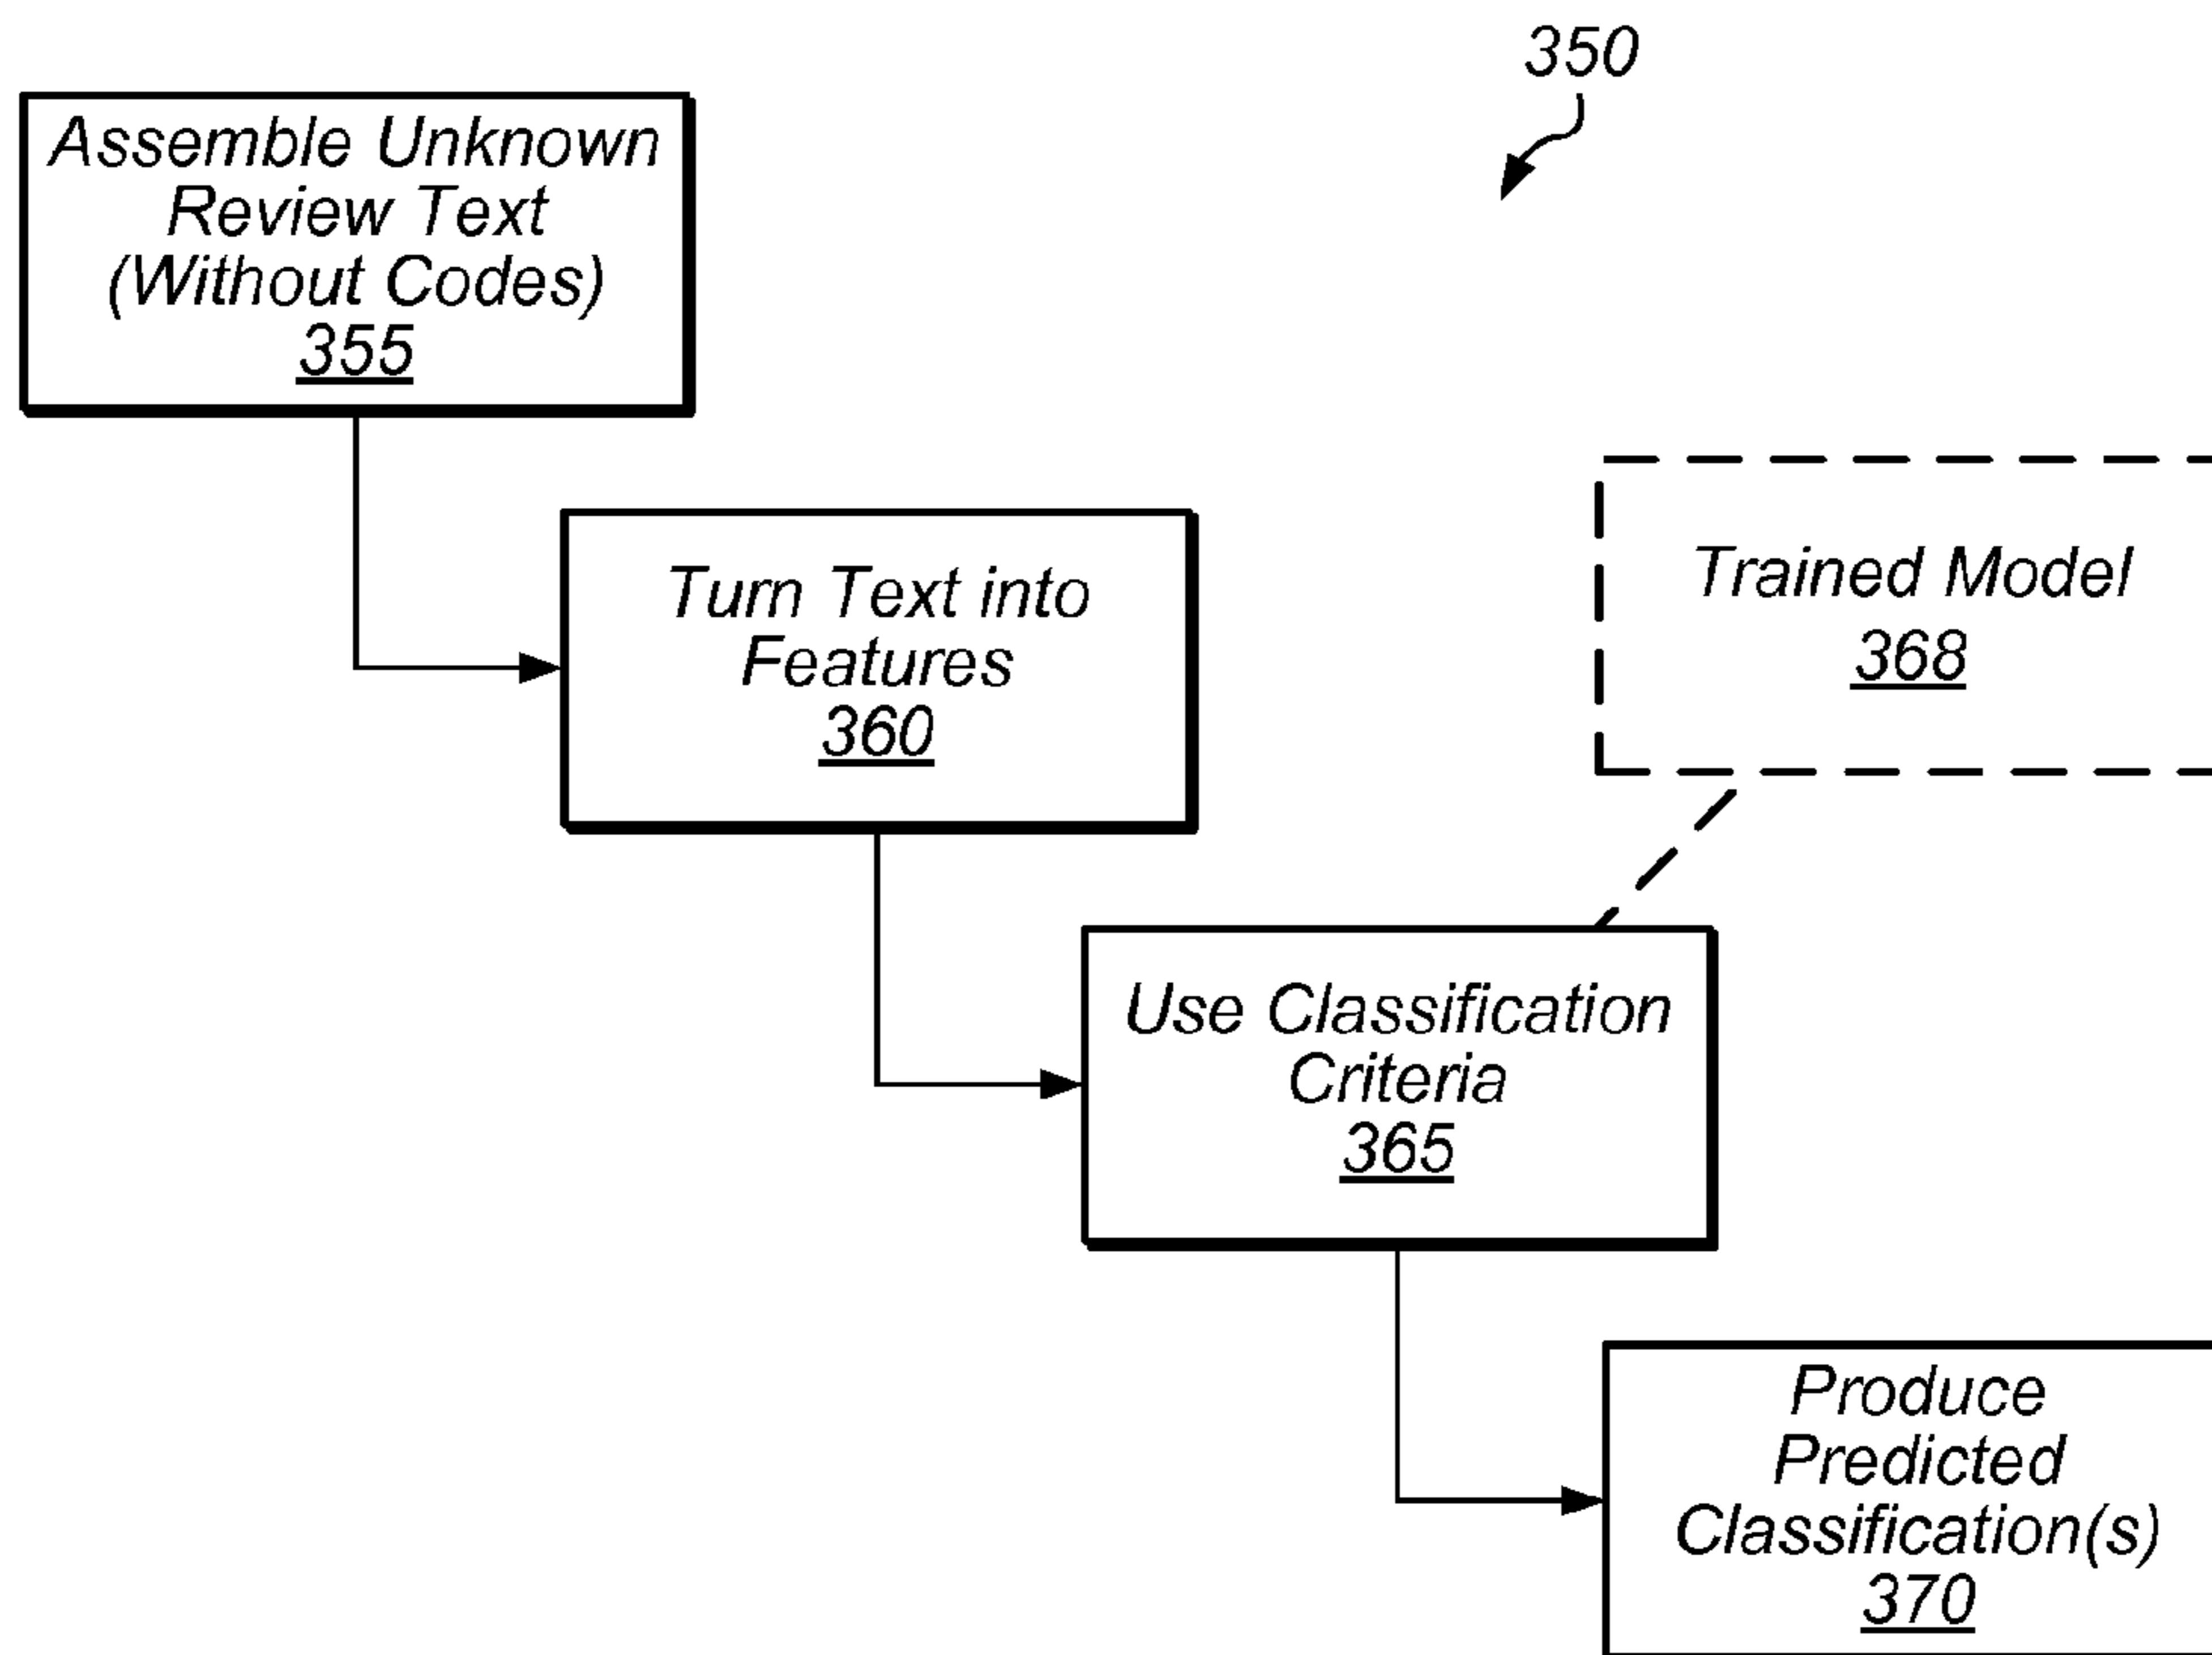 350
Assemble Unknown
Review Text
(Without Codes)
355
Turn Text into
Features
360
Trained Model
368
Use Classification
Criteria
365
Produce
Predicted
Classification(s)
370